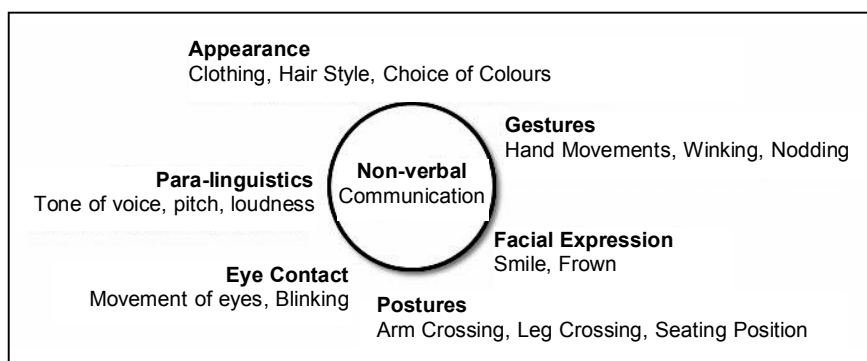 Appearance
Clothing, Hair Style, Choice of Colours
Gestures
Hand Movements, Winking, Nodding
Non-verbal
Communication
Para-linguistics
Tone of voice, pitch, loudness
Facial Expression
Smile, Frown
Eye Contact
Movement of eyes, Blinking
Postures
Arm Crossing, Leg Crossing, Seating Position